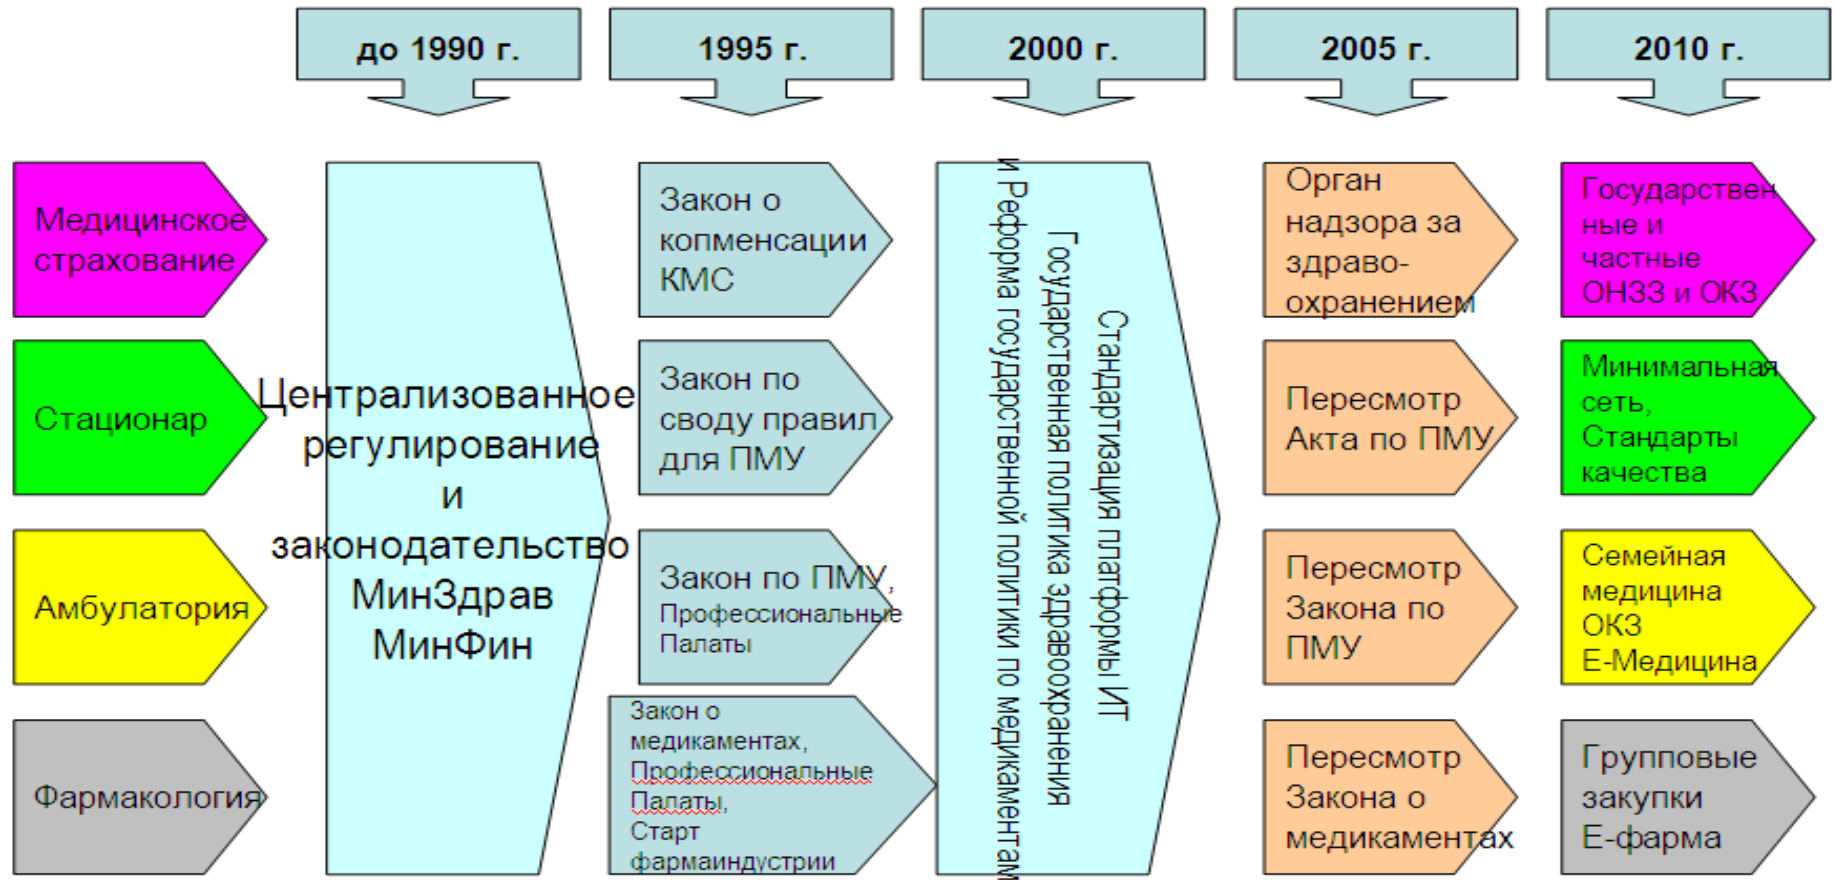 до 1990 г.
1995 г.
2000 г.
2005 г.
2010 г.
Медицинское
страхование
Стационар
Амбулатория
Фармакология
Централизованное
регулирование
и
законодательство
МинЗдрав
МинФин
Закон о
копменсации
КМС
Закон по
своду правил
для ПМУ
Закон по ПМУ,
Профессиональные
Палаты
Закон о
медикаментах,
Профессиональные
Палаты,
Старт
фармаиндустрии
Стандартизация платформы ИТ
Государственная политика здравоохранения
и Реформа государственной политики по медикаментам
Орган
надзора за
здраво-
охранением
Пересмотр
Акта по ПМУ
Пересмотр
Закона по
ПМУ
Пересмотр
Закона о
медикаментах
Государствен
ные и
частные
ОНЗЗ и ОКЗ
Минимальная
сеть,
Стандарты
качества
Семейная
медицина
ОКЗ
Е-Медицина
Групповые
закупки
Е-фарма